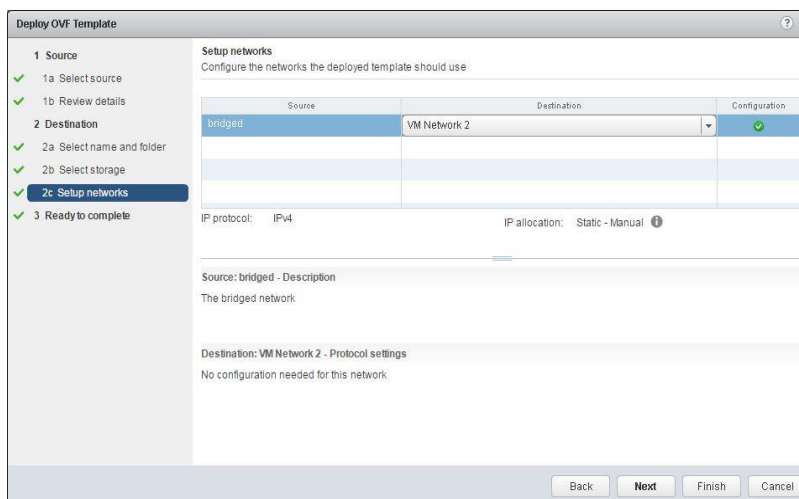 Deploy OVF Template
?
1 Source
1a Select source
1b Review details
2 Destination
2a Select name and folder
2b Select storage
2c Setup networks
3 Ready to complete
Setup networks
Configure the networks the deployed template should use
Source Destination Configuration
bridged VM Network 2
IP protocol: IPv4 IP allocation: Static - Manual
Source: bridged - Description
The bridged network
Destination: VM Network 2 - Protocol settings
No configuration needed for this network
Back Next Finish Cancel